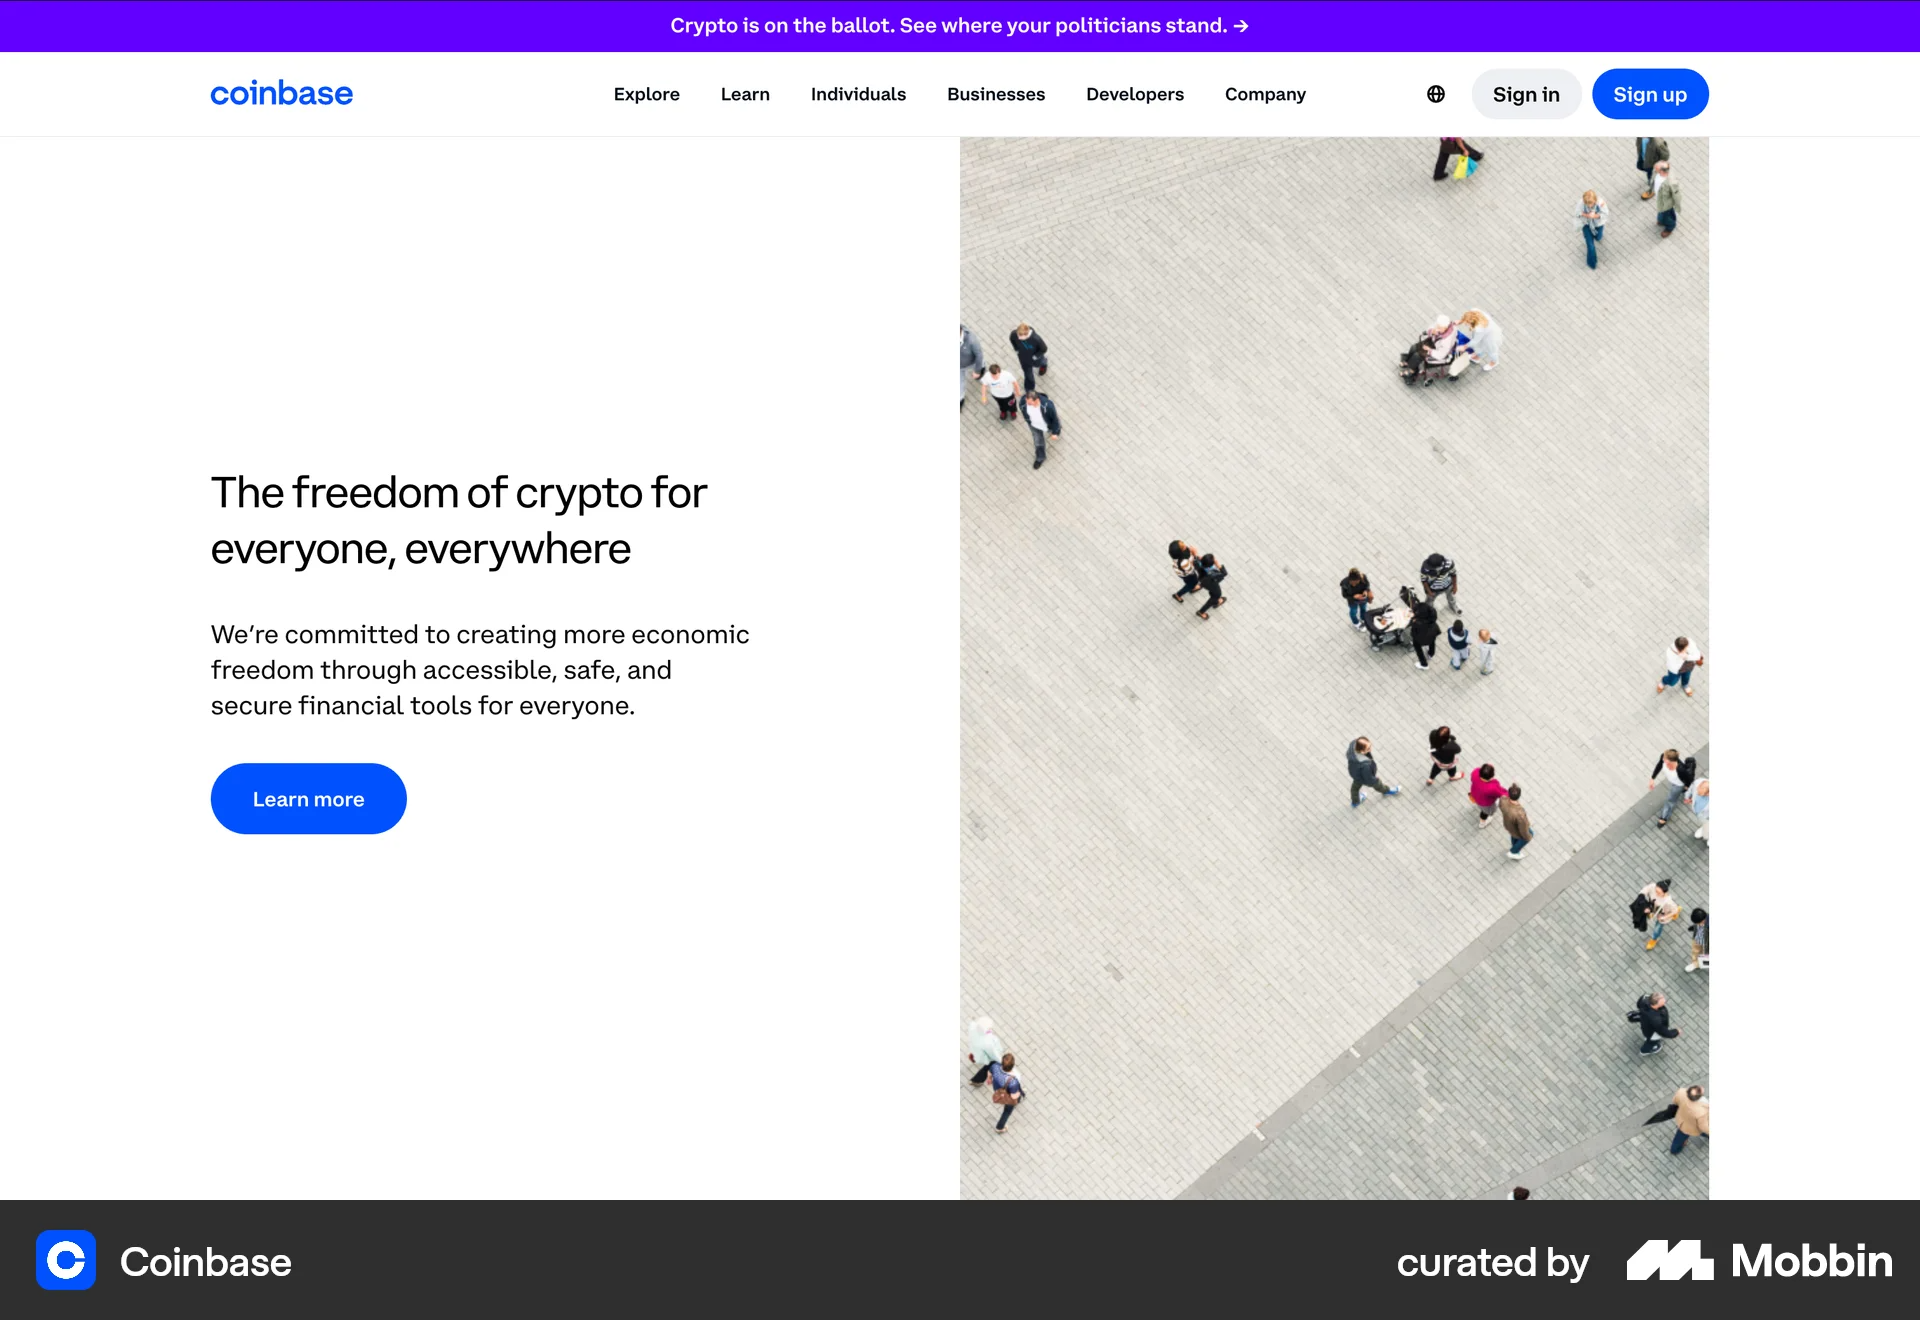 Crypto is on the ballot. See where your politicians stand. →
coinbase
Explore Learn Individuals Businesses Developers Company Sign in Sign up
The freedom of crypto for
everyone, everywhere
We’re committed to creating more economic
freedom through accessible, safe, and
secure financial tools for everyone.
Learn more
Coinbase
curated by Mobbin